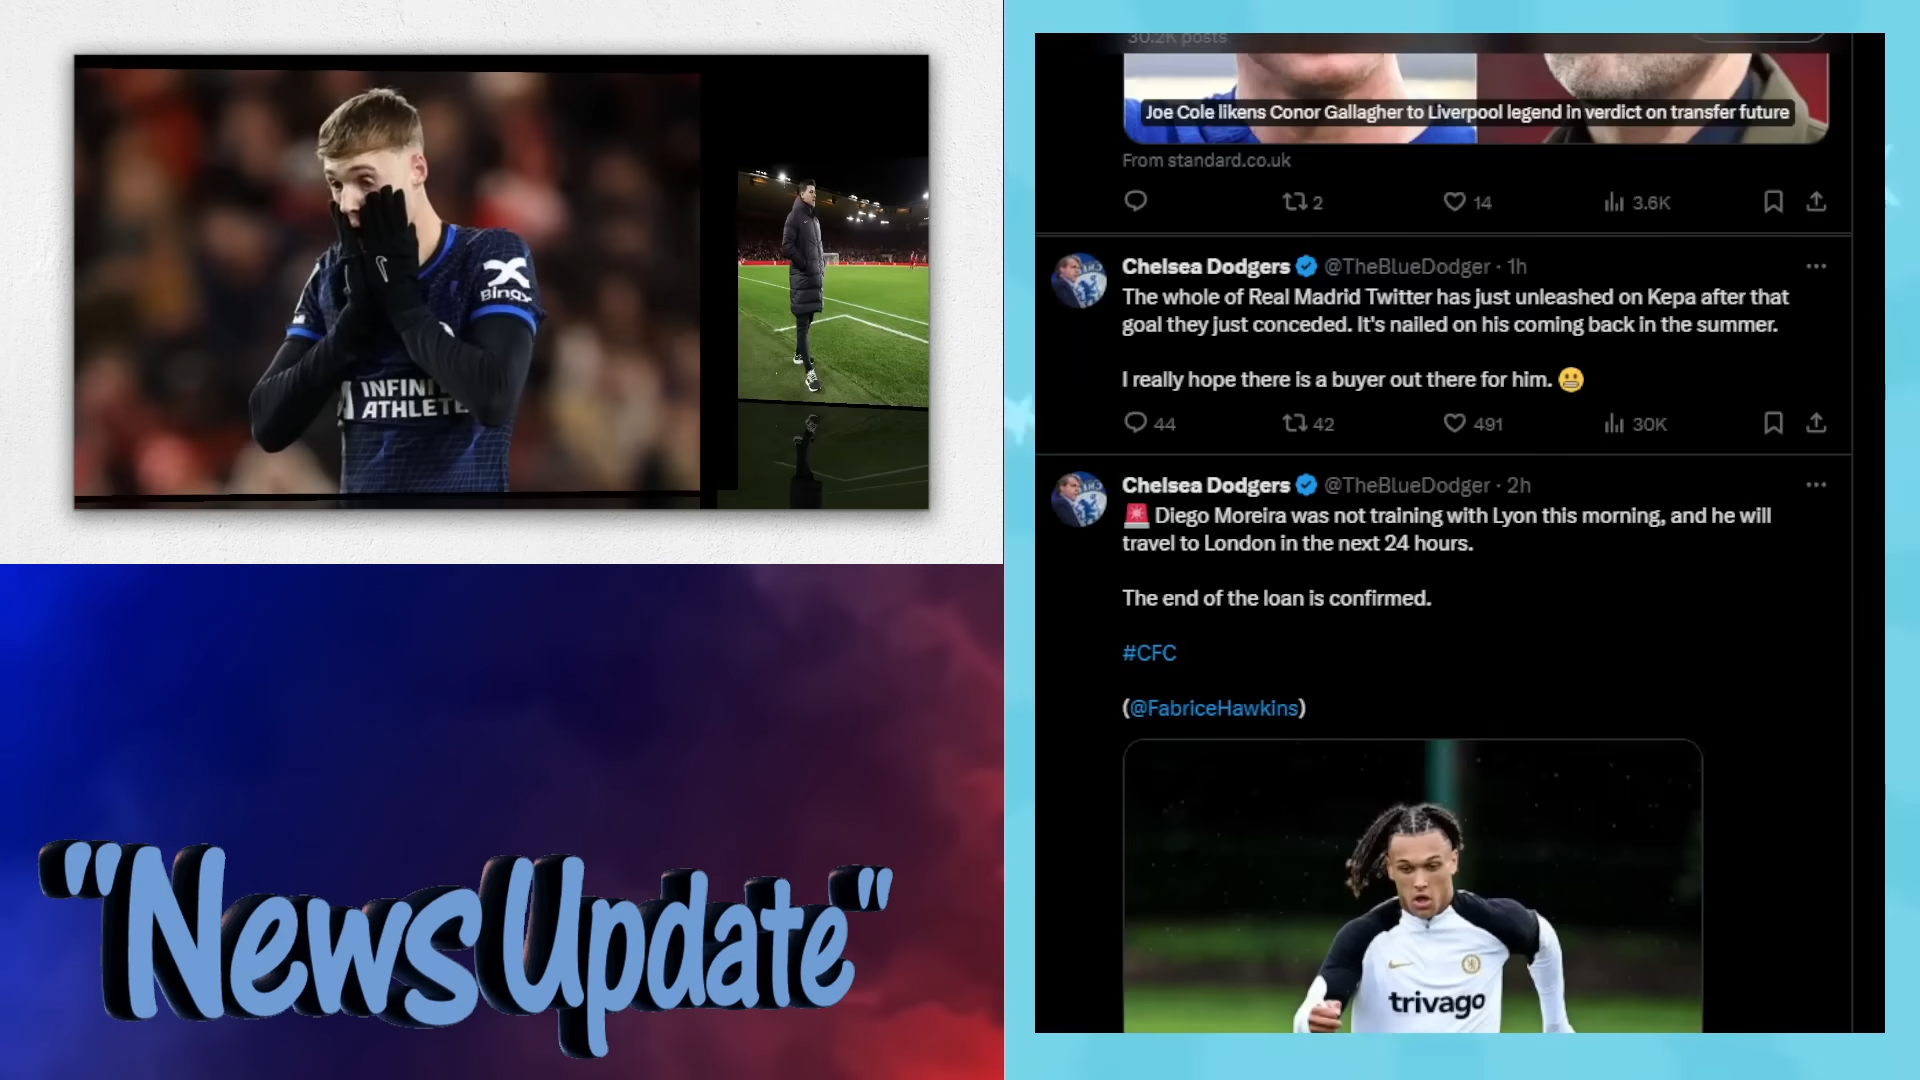 INFINI
ATHLETE
Bingx
"News Update"
30.2K posts
Joe Cole likens Conor Gallagher to Liverpool legend in verdict on transfer future
From standard.co.uk
2
14
3.6K
Chelsea Dodgers @TheBlueDodger · 1h
The whole of Real Madrid Twitter has just unleashed on Kepa after that
goal they just conceded. It's nailed on his coming back in the summer.
I really hope there is a buyer out there for him. 😬
44
42
491
30K
Chelsea Dodgers @TheBlueDodger · 2h
🚨 Diego Moreira was not training with Lyon this morning, and he will
travel to London in the next 24 hours.
The end of the loan is confirmed.
#CFC
(@FabriceHawkins)
trivago